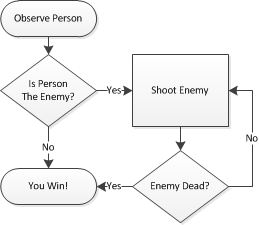 Observe Person
Is Person
The Enemy?
Yes
Shoot Enemy
No
No
You Win!
Yes
Enemy Dead?